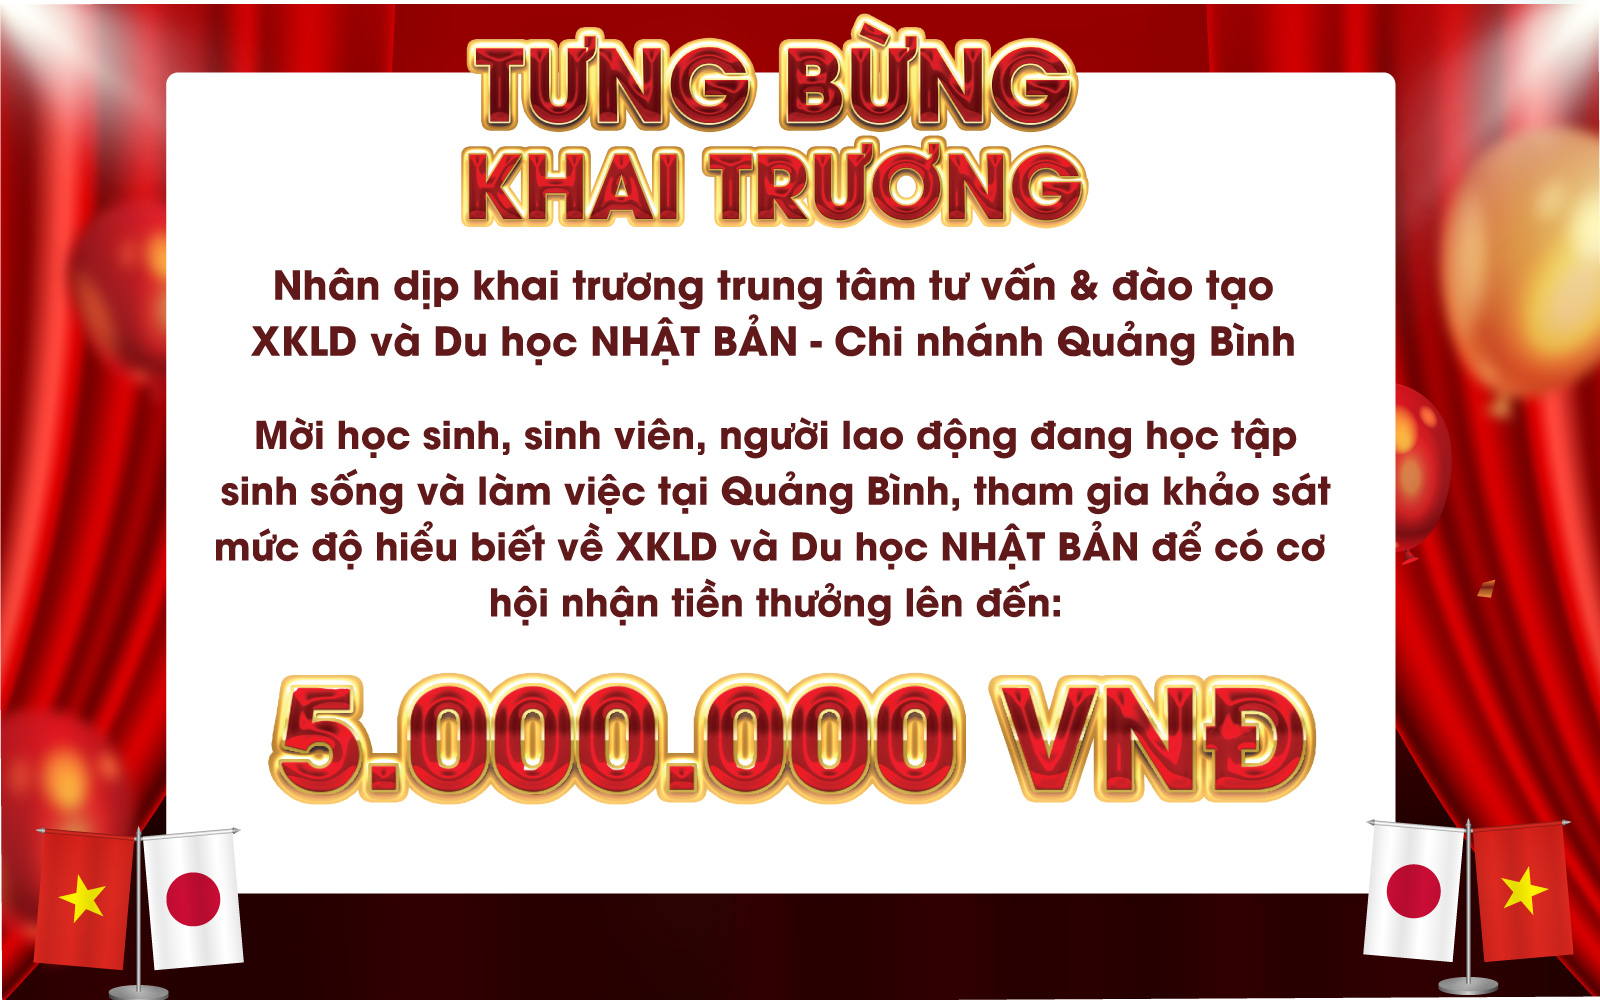 TƯNG BỪNG
KHAI TRƯƠNG
Nhân dịp khai trương trung tâm tư vấn & đào tạo
XKLD và Du học NHẬT BẢN - Chi nhánh Quảng Bình
Mời học sinh, sinh viên, người lao động đang học tập
sinh sống và làm việc tại Quảng Bình, tham gia khảo sát
mức độ hiểu biết về XKLD và Du học NHẬT BẢN để có cơ
hội nhận tiền thưởng lên đến:
5.000.000 VNĐ